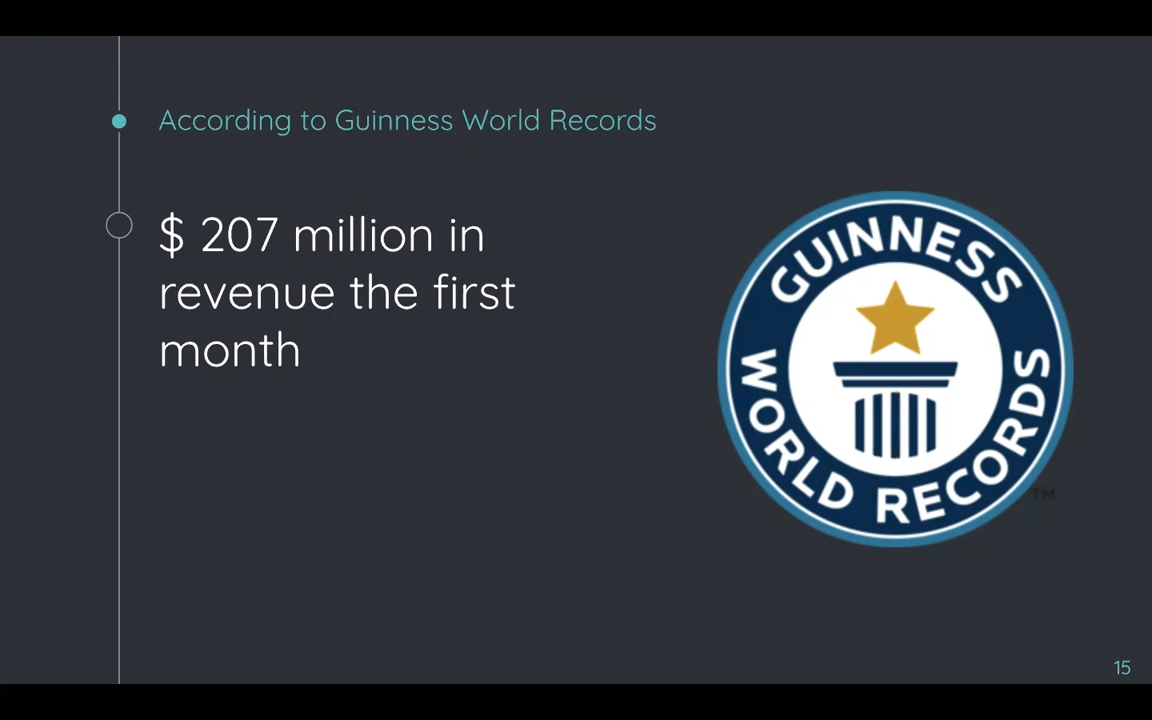 According to Guinness World Records
$ 207 million in
revenue the first
month
GUINNESS
WORLD RECORDS
TM
15